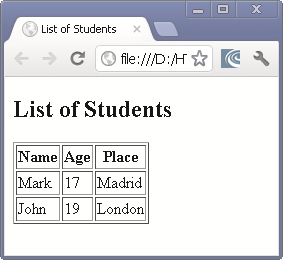 List of Students
file:///D:/H
List of Students
Name Age Place
Mark 17 Madrid
John 19 London